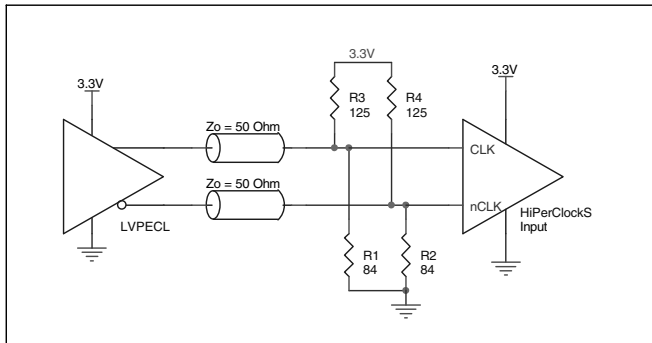 3.3V
3.3V
3.3V
R3
125
R4
125
Zo = 50 Ohm
CLK
Zo = 50 Ohm
nCLK
LVPECL
HiPerClockS
Input
R1
84
R2
84